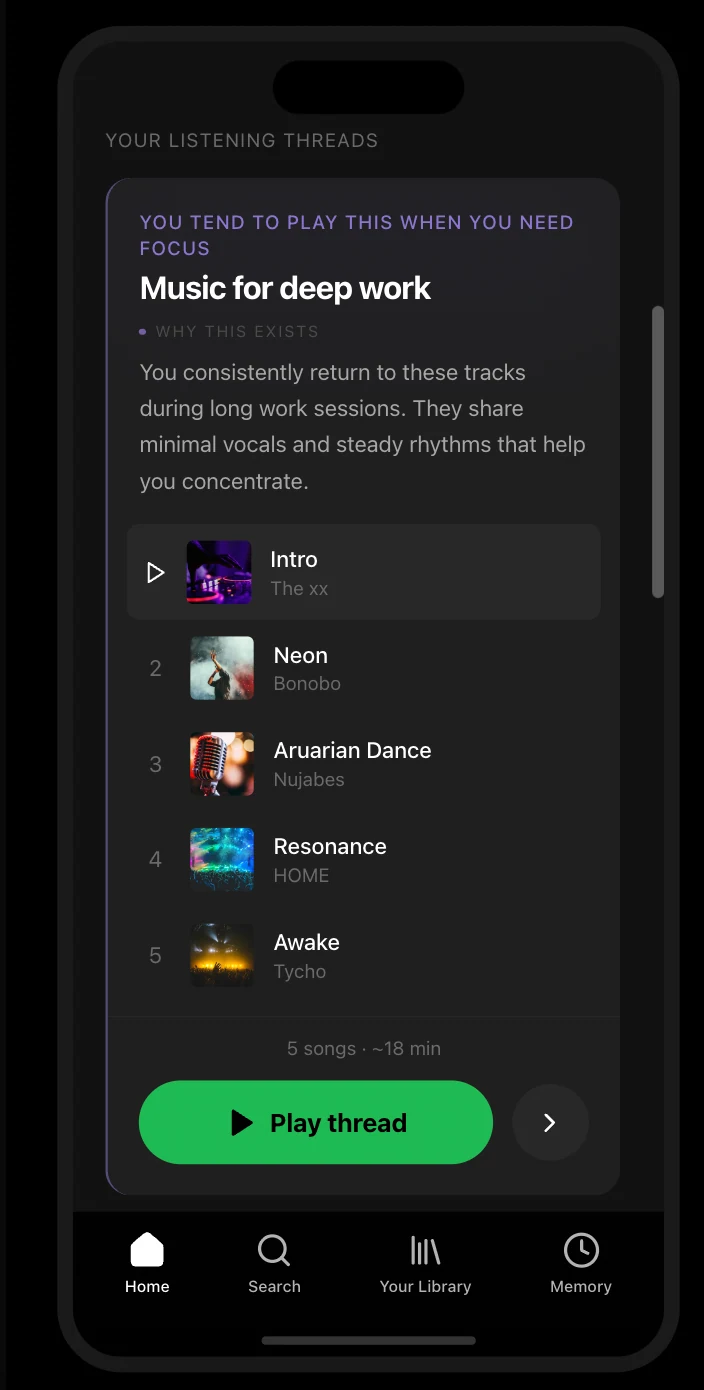 YOUR LISTENING THREADS
YOU TEND TO PLAY THIS WHEN YOU NEED
FOCUS
Music for deep work
• WHY THIS EXISTS
You consistently return to these tracks
during long work sessions. They share
minimal vocals and steady rhythms that help
you concentrate.
Intro
The xx
2
Neon
Bonobo
3
Aruarian Dance
Nujabes
4
Resonance
HOME
5
Awake
Tycho
5 songs · ~18 min
Play thread
Home Search Your Library Memory